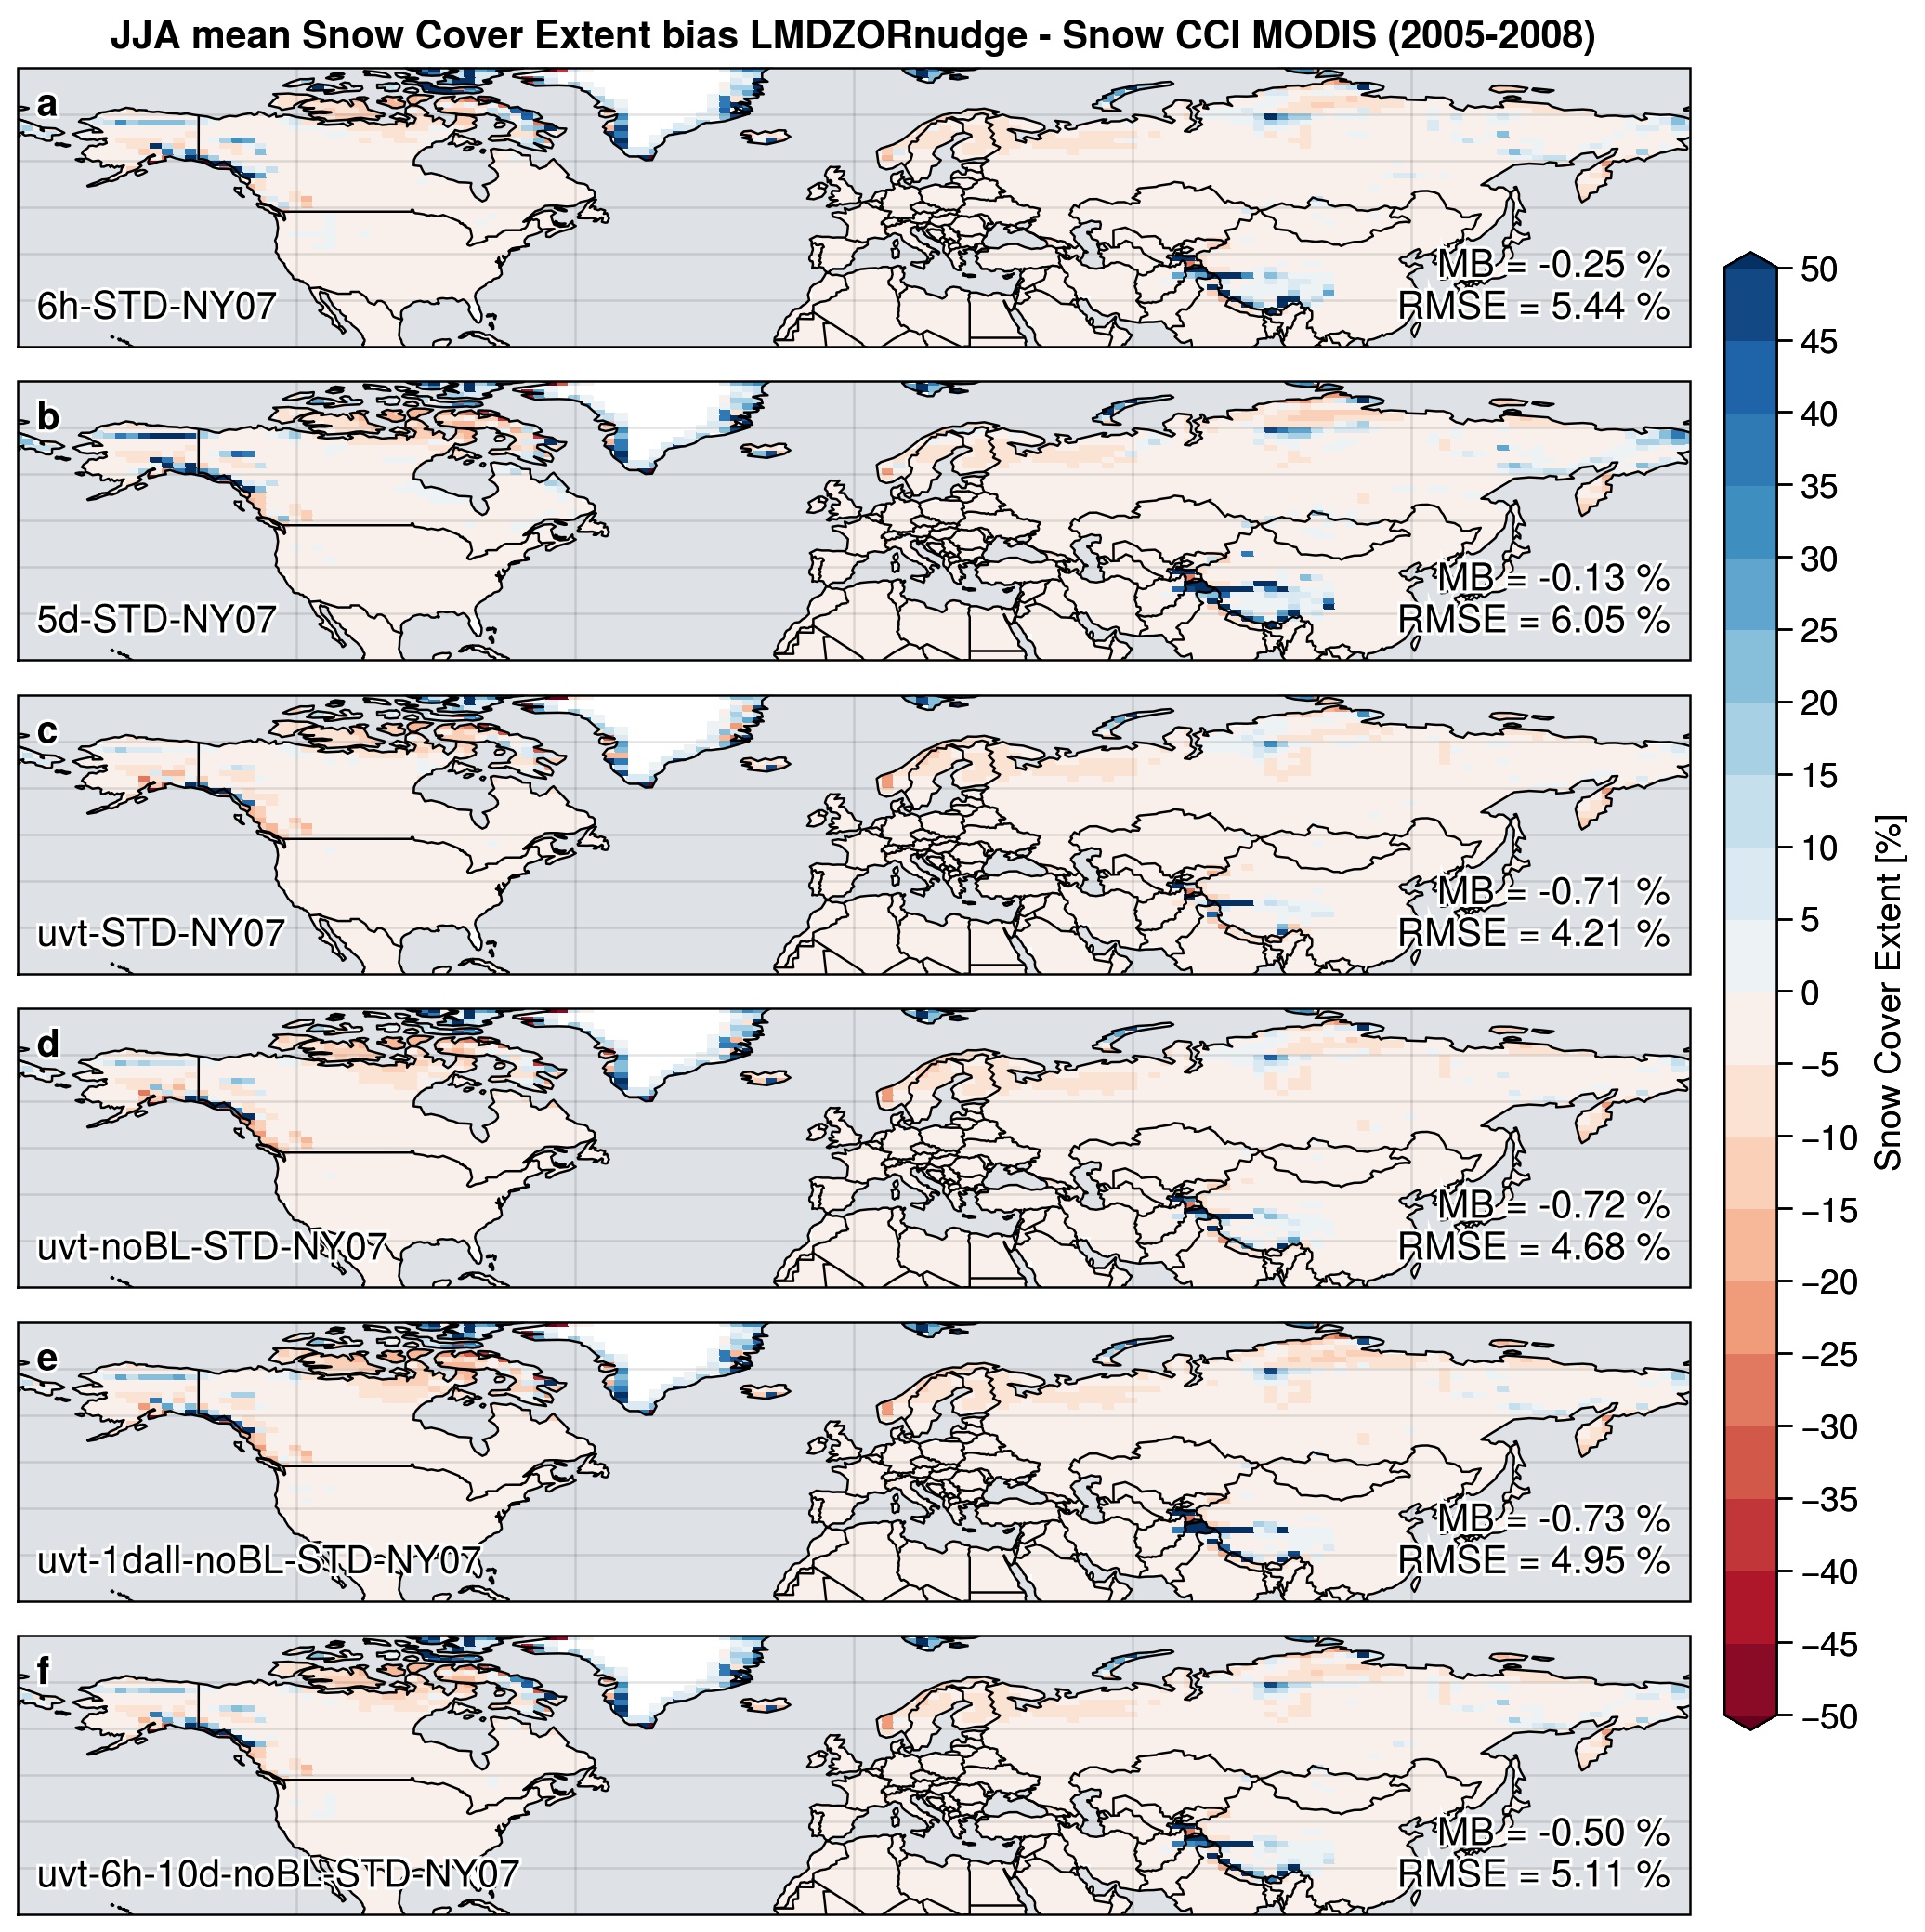 JJA mean Snow Cover Extent bias LMDZORnudge - Snow CCI MODIS (2005-2008)
a
MB = -0.25 %
6h-STD-NY07
RMSE = 5.44 %
b
MB = -0.13 %
5d-STD-NY07
RMSE = 6.05 %
c
MB = -0.71 %
uvt-STD-NY07
RMSE = 4.21 %
d
MB = -0.72 %
uvt-noBL-STD-NY07
RMSE = 4.68 %
e
MB = -0.73 %
uvt-1dall-noBL-STD-NY07
RMSE = 4.95 %
f
MB = -0.50 %
uvt-6h-10d-noBL-STD-NY07
RMSE = 5.11 %
50
45
40
35
30
25
20
15
10
5
0
−5
−10
−15
−20
−25
−30
−35
−40
−45
−50
Snow Cover Extent [%]